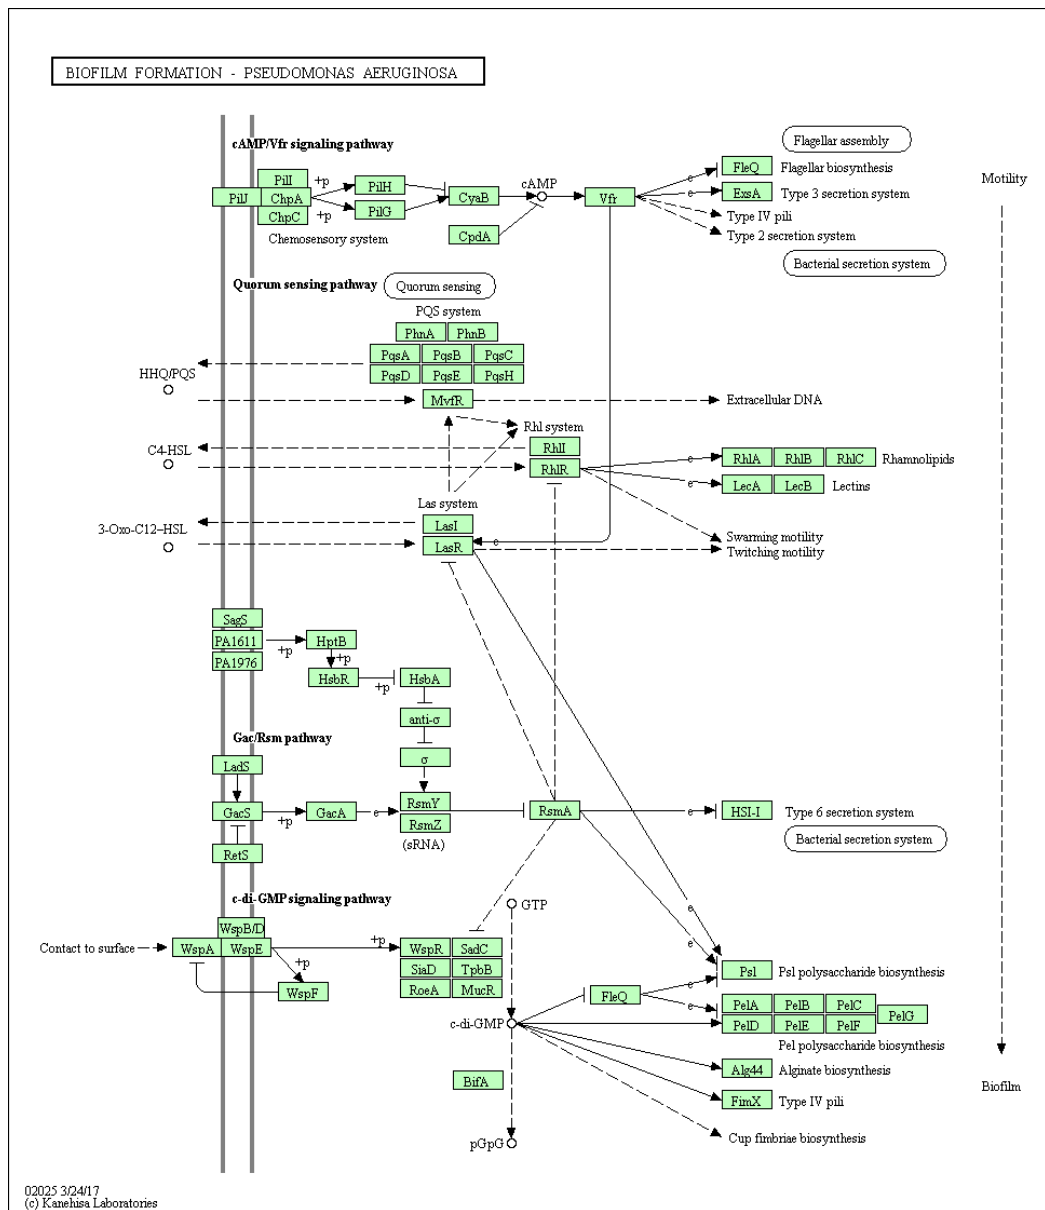 BIOFILM FORMATION - PSEUDOMONAS AERUGINOSA
cAMP/Vfr signaling pathway
Flagellar assembly
PilJ
PilI
ChpA
ChpC
+p
+p
PilH
PilG
Chemosensory system
CyaB
CpdA
cAMP
Vfr
e
e
FleQ
Flagellar biosynthesis
ExsA
Type 3 secretion system
Type IV pili
Type 2 secretion system
Bacterial secretion system
Motility
Quorum sensing pathway
Quorum sensing
PQS system
PhnA PhnB
PqsA PqsB PqsC
PqsD PqsE PqsH
HHQ/PQS
MvfR
Extracellular DNA
Rhl system
C4-HSL
RhlI
RhlR
e
e
RhlA RhlB RhlC Rhamnolipids
LecA LecB Lectins
Las system
3-Oxo-C12-HSL
LasI
LasR
e
Swarming motility
Twitching motility
SagS
PA1611
PA1976
+p
HptB
+p
HsbR
+p
HsbA
anti-σ
σ
Gac/Rsm pathway
LadS
GacS
RetS
+p
GacA
e
RsmY
RsmZ
(sRNA)
RsmA
e
HSI-I
Type 6 secretion system
Bacterial secretion system
c-di-GMP signaling pathway
GTP
Contact to surface
WspB/D
WspA WspE
+p
+p
WspF
WspR SadC
SiaD TpbB
RoeA MucR
e
e
Psl
Psl polysaccharide biosynthesis
FleQ
e
e
PelA PelB PelC
PelG
PelD PelE PelF
Pel polysaccharide biosynthesis
c-di-GMP
BifA
Alg44
Alginate biosynthesis
FimX
Type IV pili
Cup fimbriae biosynthesis
pGpG
Biofilm
02025 3/24/17
(c) Kanehisa Laboratories